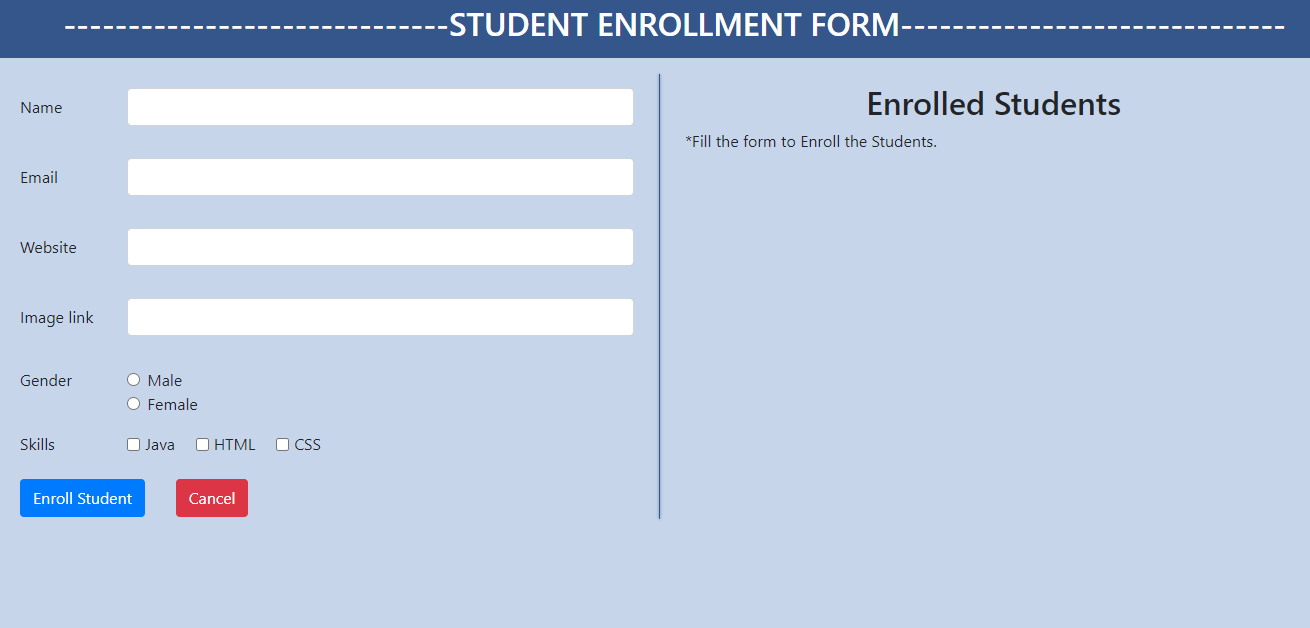 ------------------------------STUDENT ENROLLMENT FORM------------------------------
Name
Email
Website
Image link
Gender
Male
Female
Skills
Java HTML CSS
Enroll Student Cancel
Enrolled Students
*Fill the form to Enroll the Students.